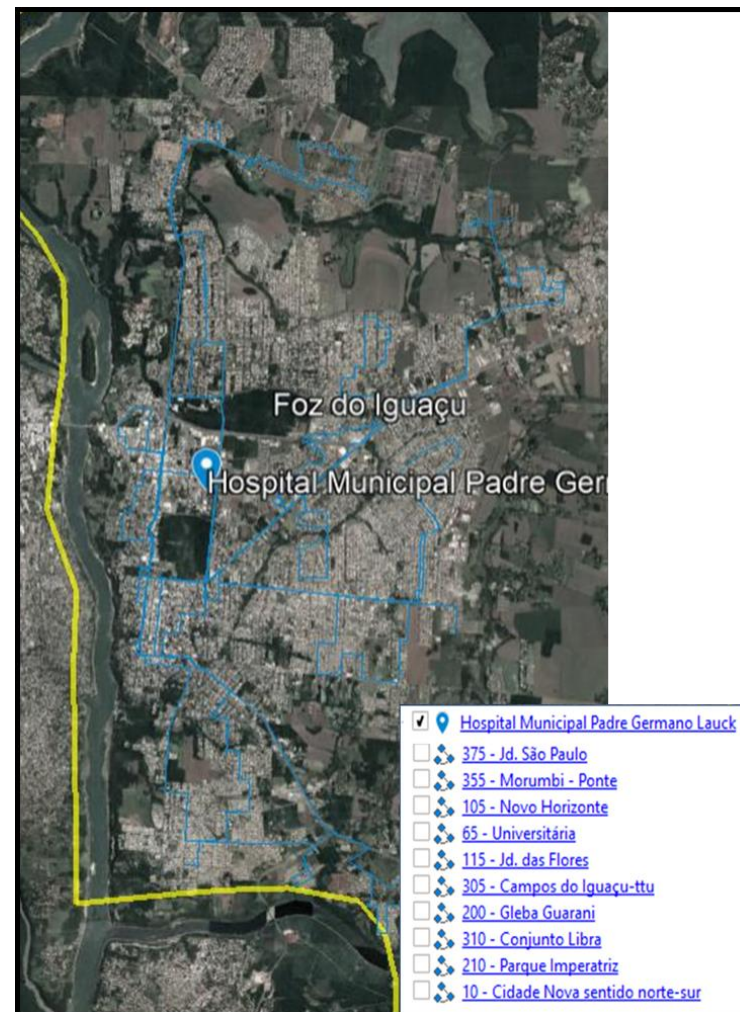 Foz do Iguaçu
Hospital Municipal Padre Ger
Hospital Municipal Padre Germano Lauck
375 - Jd. São Paulo
355 - Morumbi - Ponte
105 - Novo Horizonte
65 - Universitária
115 - Jd. das Flores
305 - Campos do Iguaçu-ttu
200 - Gleba Guarani
310 - Conjunto Libra
210 - Parque Imperatriz
10 - Cidade Nova sentido norte-sur